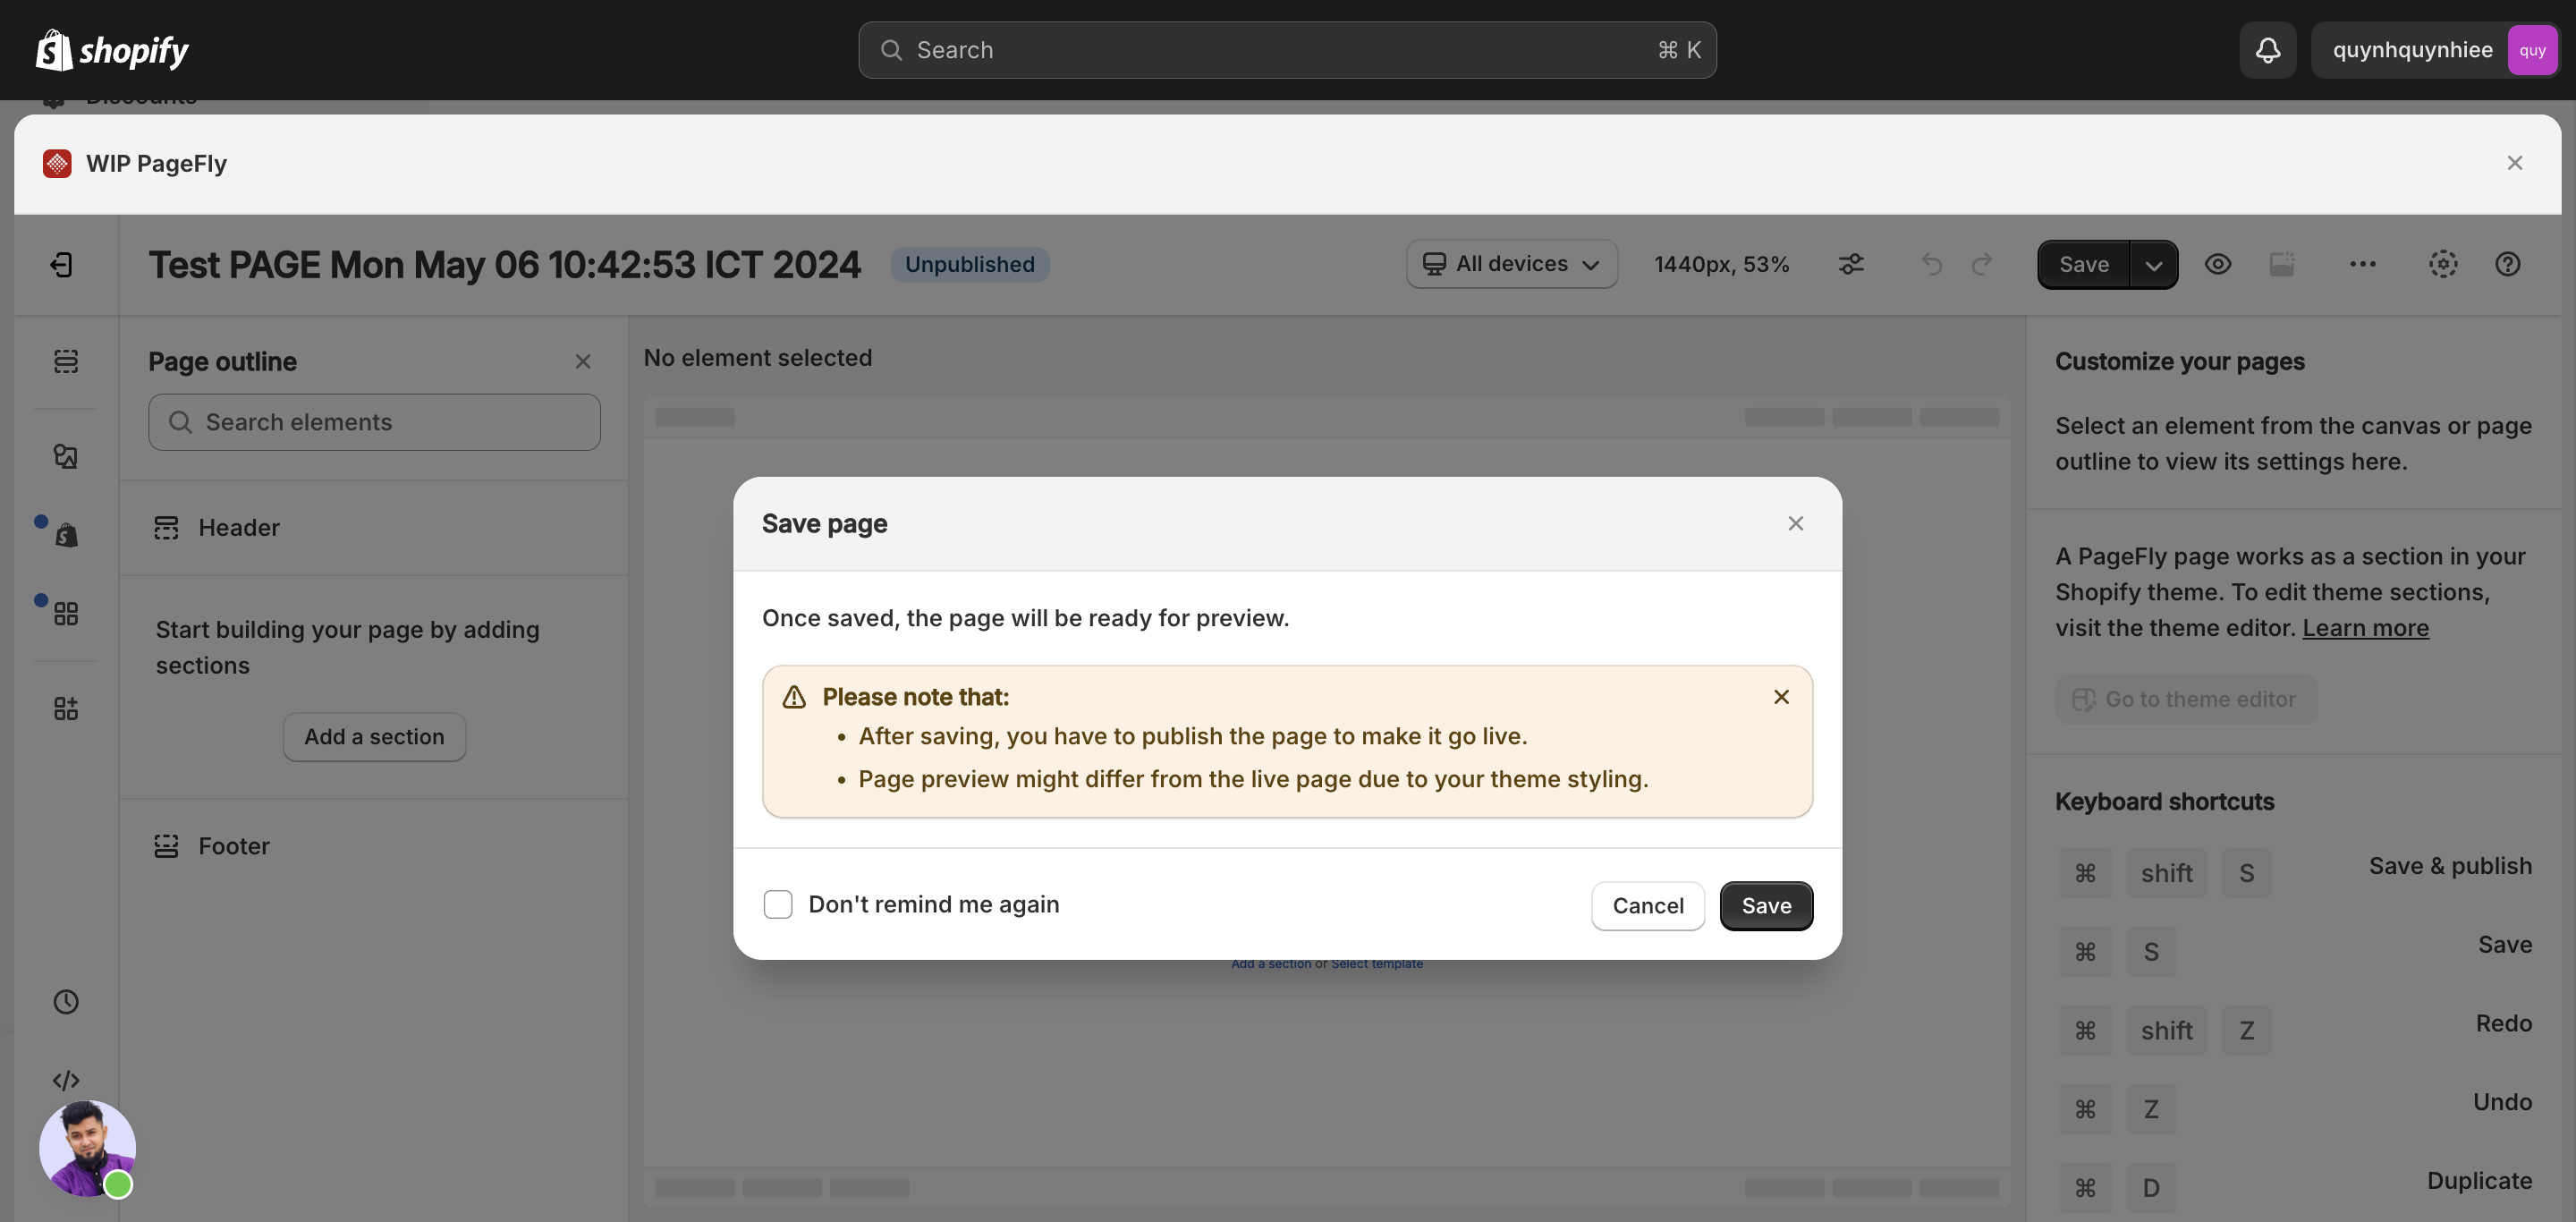 shopify
Search
⌘ K
quynhquynhiee
quy
Discounts
WIP PageFly
Test PAGE Mon May 06 10:42:53 ICT 2024
Unpublished
All devices
1440px, 53%
Save
Page outline
Search elements
Header
Start building your page by adding
sections
Add a section
Footer
No element selected
Save page
Once saved, the page will be ready for preview.
Please note that:
• After saving, you have to publish the page to make it go live.
• Page preview might differ from the live page due to your theme styling.
Don't remind me again
Cancel
Save
Add a section or Select template
Customize your pages
Select an element from the canvas or page
outline to view its settings here.
A PageFly page works as a section in your
Shopify theme. To edit theme sections,
visit the theme editor. Learn more
Go to theme editor
Keyboard shortcuts
⌘ shift S Save & publish
⌘ S Save
⌘ shift Z Redo
⌘ Z Undo
⌘ D Duplicate